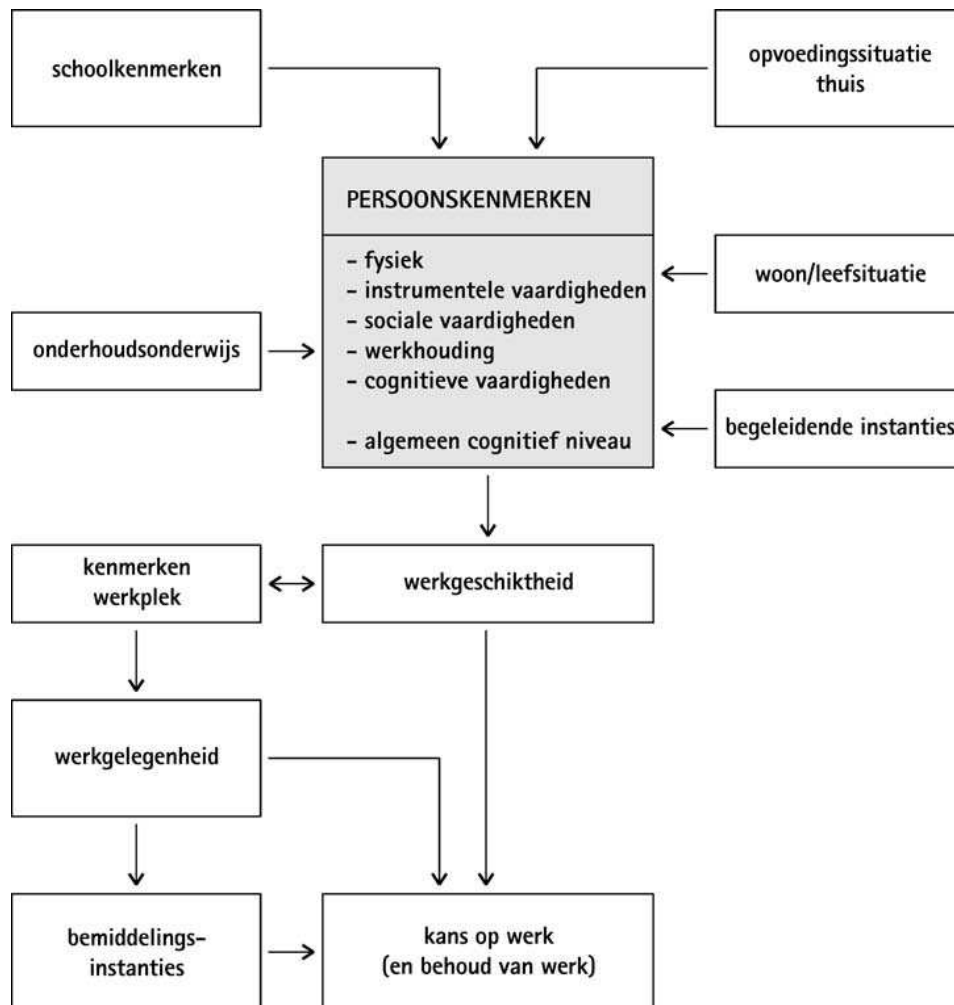 schoolkenmerken
opvoedingssituatie
thuis
PERSOONSKENMERKEN
– fysiek
– instrumentele vaardigheden
– sociale vaardigheden
– werkhouding
– cognitieve vaardigheden
– algemeen cognitief niveau
woon/leefsituatie
onderhoudsonderwijs
begeleidende instanties
kenmerken
werkplek
werkgeschiktheid
werkgelegenheid
bemiddelings-
instanties
kans op werk
(en behoud van werk)